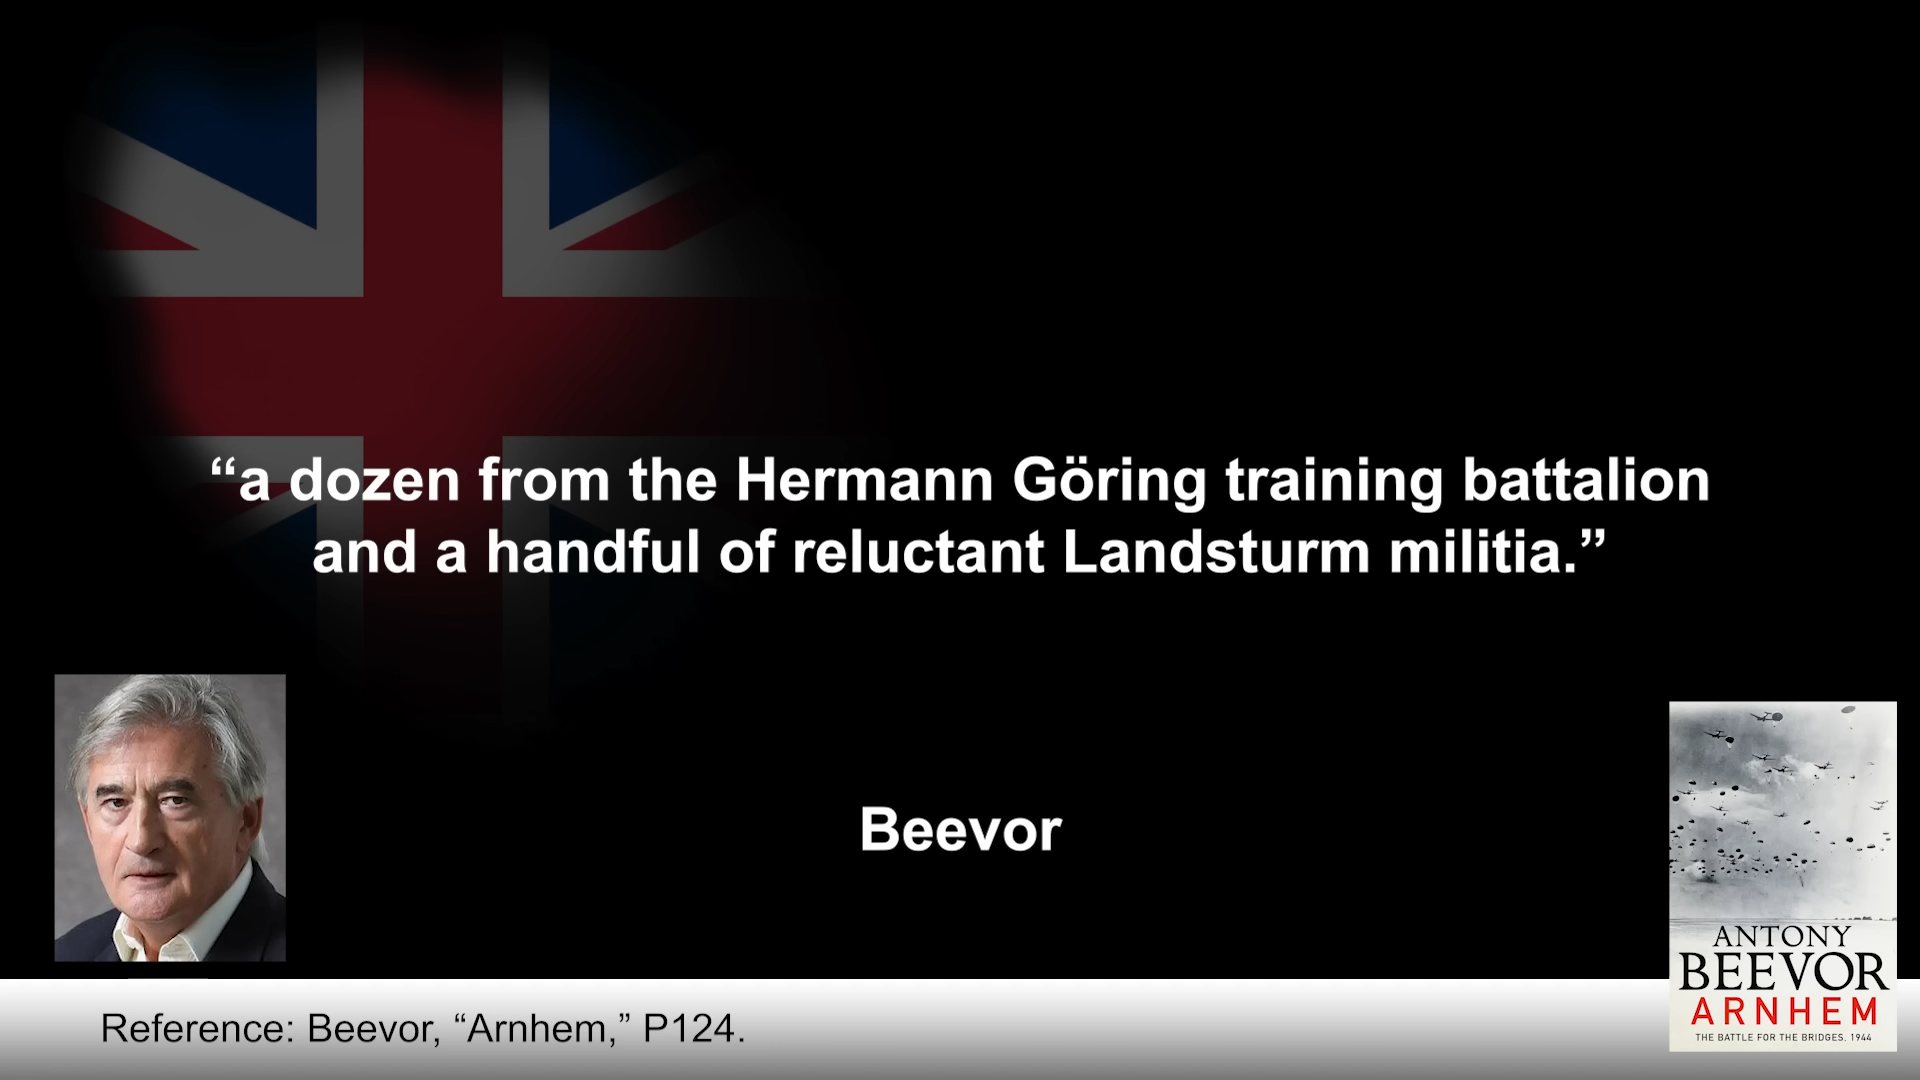 “a dozen from the Hermann Göring training battalion
and a handful of reluctant Landsturm militia.”
Beevor
ANTONY
BEEVOR
ARNHEM
THE BATTLE FOR THE BRIDGES, 1944
Reference: Beevor, “Arnhem,” P124.